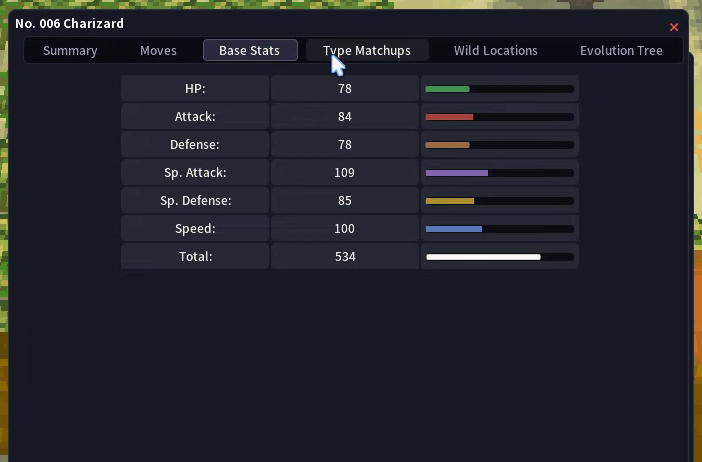 No. 006 Charizard
×
Summary Moves Base Stats Type Matchups Wild Locations Evolution Tree
HP: 78
Attack: 84
Defense: 78
Sp. Attack: 109
Sp. Defense: 85
Speed: 100
Total: 534